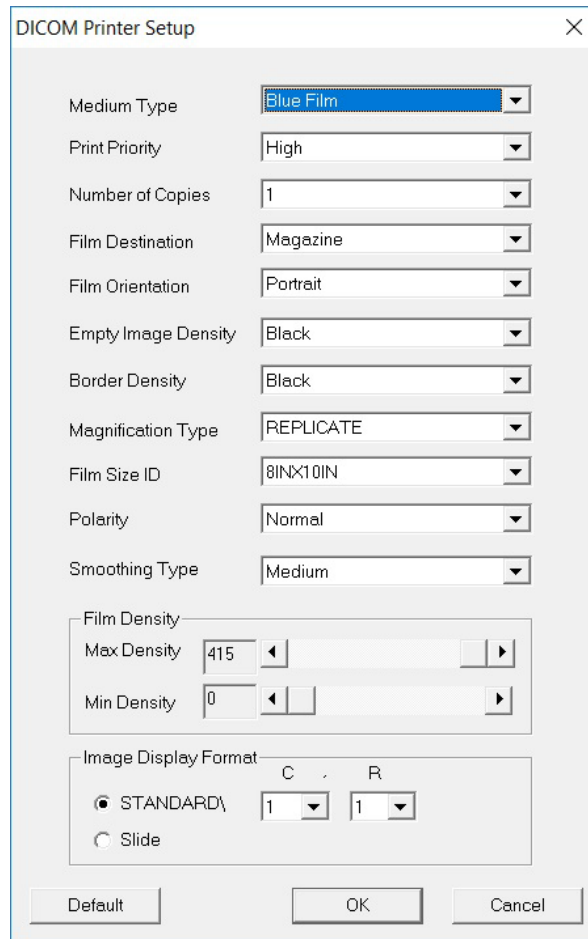 DICOM Printer Setup
Medium Type Blue Film
Print Priority High
Number of Copies 1
Film Destination Magazine
Film Orientation Portrait
Empty Image Density Black
Border Density Black
Magnification Type REPLICATE
Film Size ID 8INX10IN
Polarity Normal
Smoothing Type Medium
Film Density
Max Density 415
Min Density 0
Image Display Format
C , R
STANDARD\ 1 1
Slide
Default OK Cancel